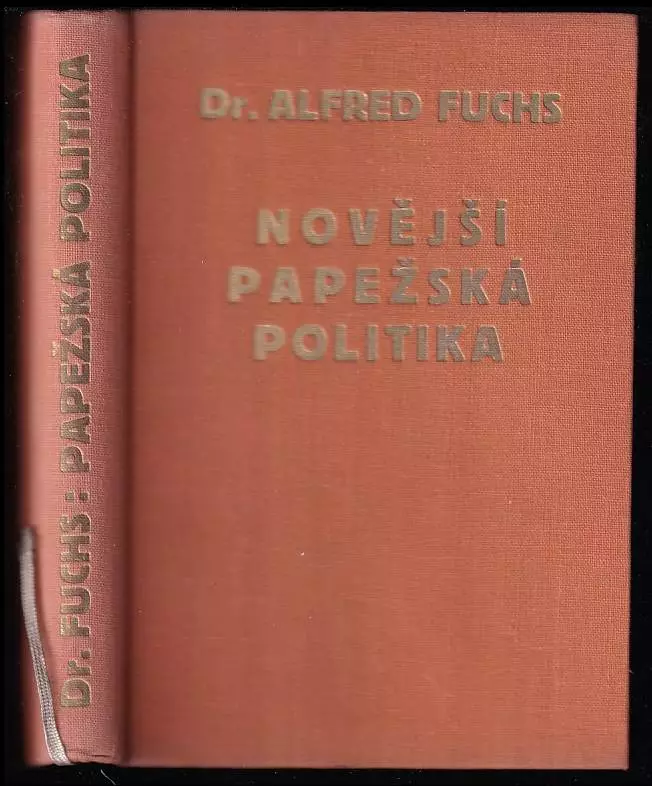 Dr. FUCHS: PAPEŽSKÁ POLITIKA
Dr. ALFRED FUCHS
NOVĚJŠÍ
PAPEŽSKÁ
POLITIKA